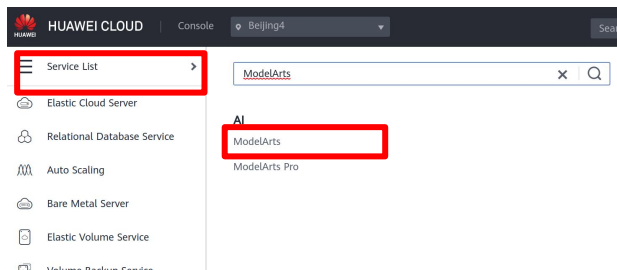 HUAWEI
HUAWEI CLOUD | Console Beijing4
Service List
Elastic Cloud Server
Relational Database Service
Auto Scaling
Bare Metal Server
Elastic Volume Service
ModelArts
AI
ModelArts
ModelArts Pro